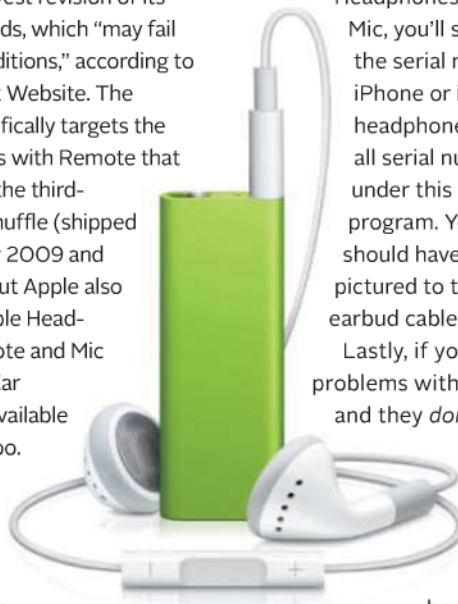 revision of its
ds, which “may fail
ditions,” according to
Website. The
fically targets the
s with Remote that
the third-
huffle (shipped
2009 and
ut Apple also
ble Head-
ote and Mic
ar
vailable
oo.
Headphones
Mic, you’ll s
the serial n
iPhone or i
headphone
all serial nu
under this
program. Yo
should have
pictured to t
earbud cable
Lastly, if yo
problems with
and they do
+